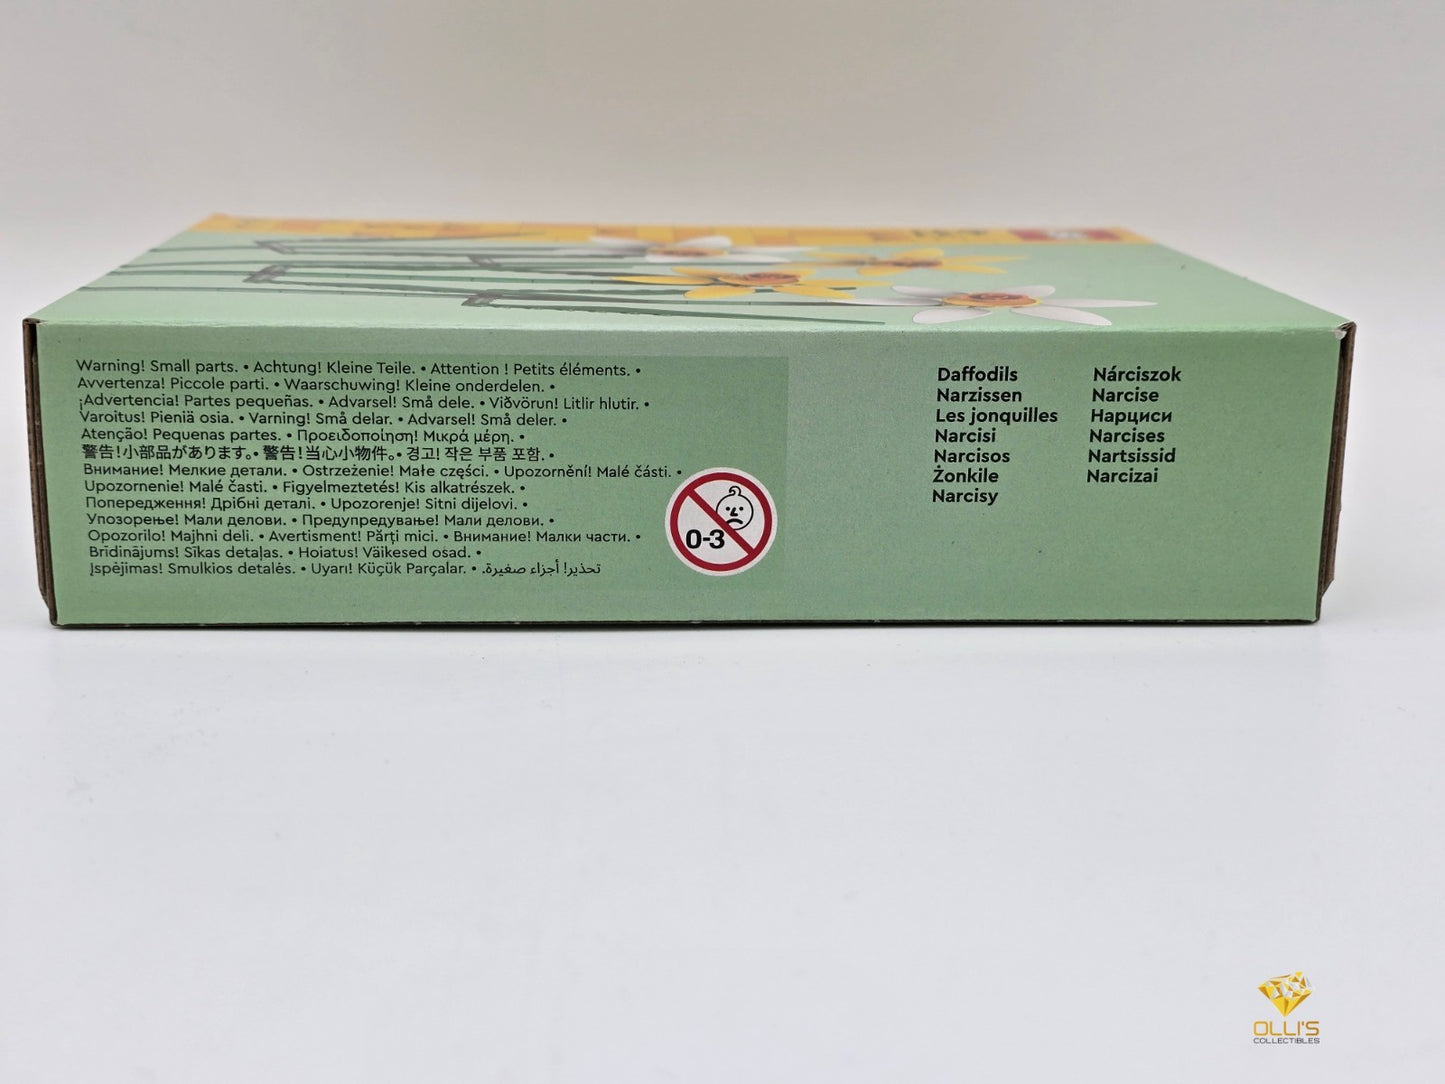 Warning! Small parts. • Achtung! Kleine Teile. • Attention ! Petits éléments. •
Avvertenza! Piccole parti. • Waarschuwing! Kleine onderdelen. •
¡Advertencia! Partes pequeñas. • Advarsel! Små dele. • Viðvörun! Litlir hlutir. •
Varoitus! Pieniä osia. • Varning! Små delar. • Advarsel! Små deler. •
Atenção! Pequenas partes. • Προειδοποίηση! Μικρά μέρη. •
警告!小部品があります。• 警告!当心小物件。• 경고! 작은 부품 포함. •
Внимание! Мелкие детали. • Ostrzeżenie! Małe części. • Upozornění! Malé části. •
Upozornenie! Malé časti. • Figyelmeztetés! Kis alkatrészek. •
Попередження! Дрібні деталі. • Upozorenje! Sitni dijelovi. •
Упозорење! Мали делови. • Предупредување! Мали делови. •
Opozorilo! Majhni deli. • Avertisment! Părți mici. • Внимание! Малки части. •
Brīdinājums! Sīkas detaļas. • Hoiatus! Väikesed osad. •
Įspėjimas! Smulkios detalės. • Uyarı! Küçük Parçalar. • تحذير! أجزاء صغيرة.
0-3
Daffodils
Narzissen
Les jonquilles
Narcisi
Narcisos
Żonkile
Narcisy
Nárciszok
Narcise
Нарциси
Narcises
Nartsissid
Narcizai
OLLI'S
COLLECTIBLES